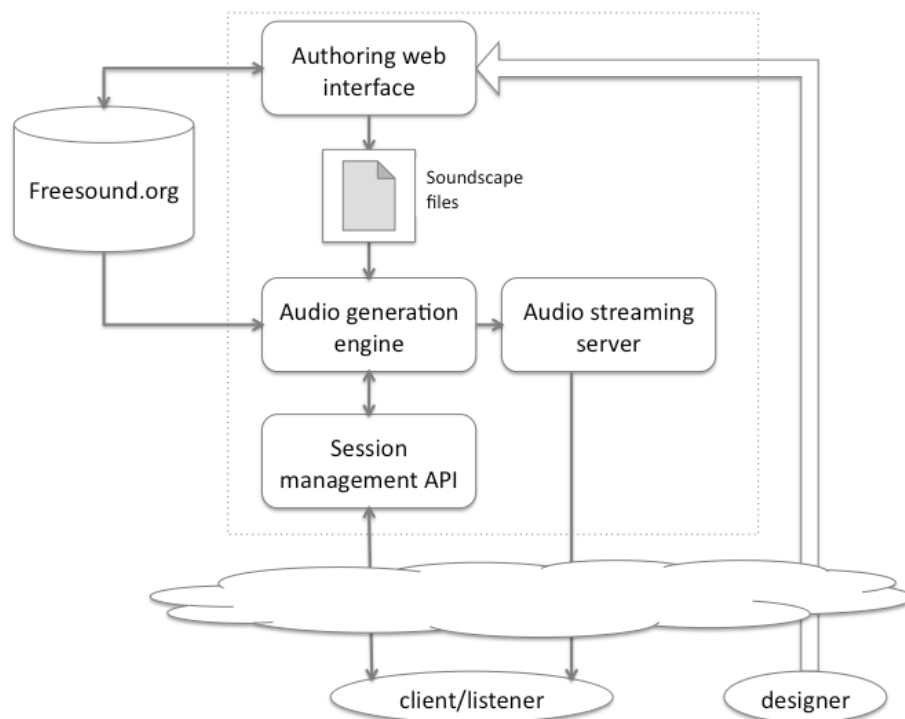 Authoring web
interface
Freesound.org
Soundscape
files
Audio generation
engine
Audio streaming
server
Session
management API
client/listener
designer